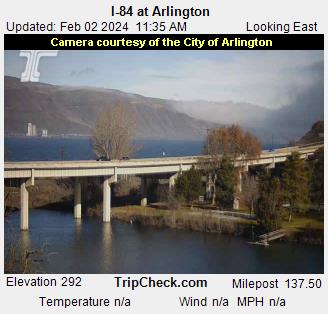 I-84 at Arlington
Updated: Feb 02 2024 11:35 AM Looking East
Camera courtesy of the City of Arlington
Elevation 292 TripCheck.com Milepost 137.50
Temperature n/a Wind n/a MPH n/a